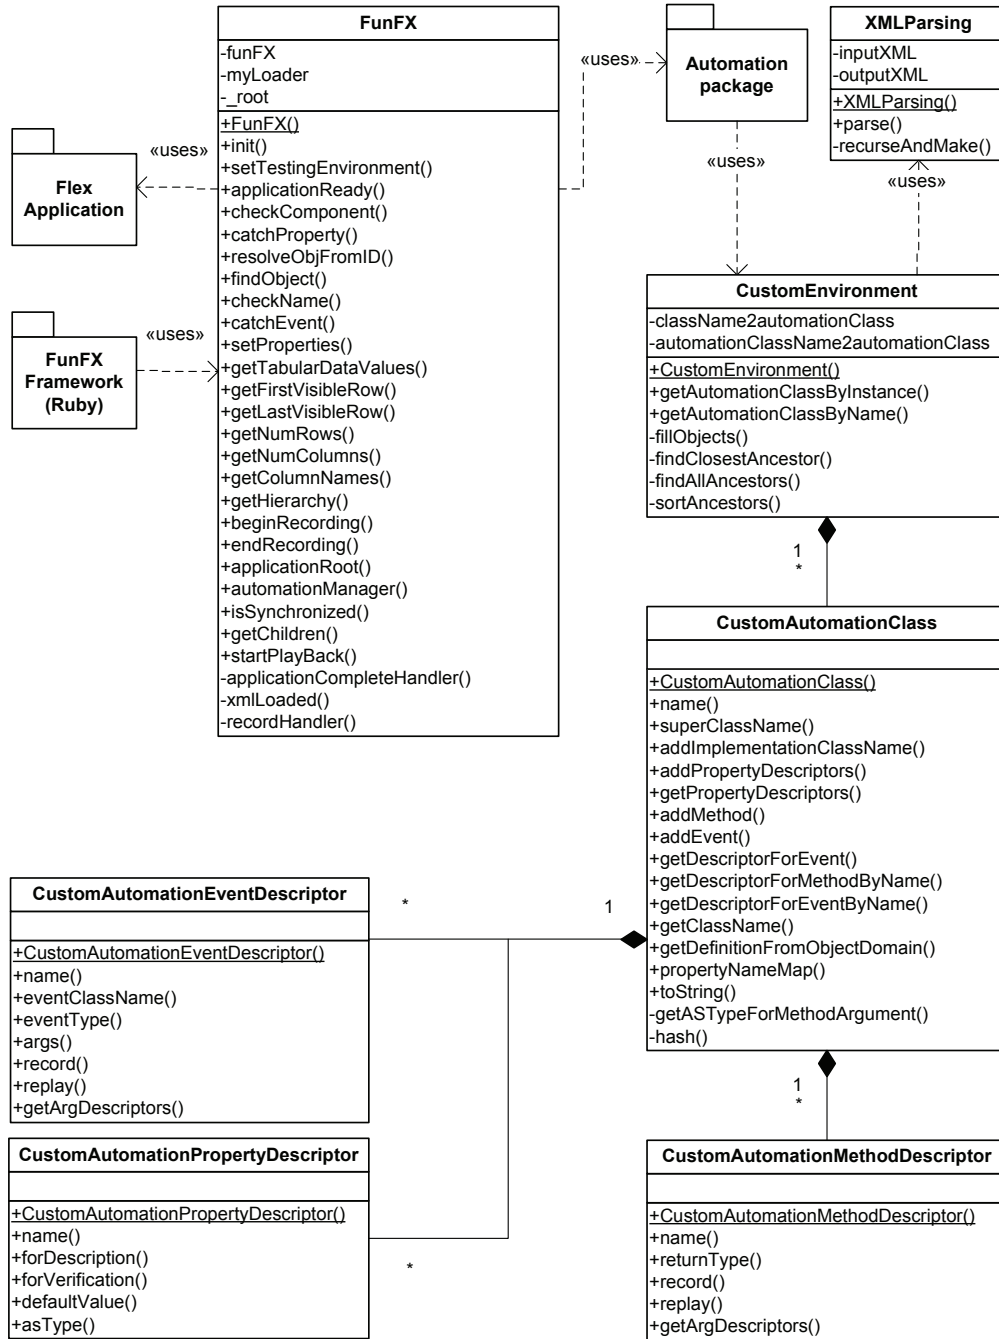 FunFX
-funFX
-myLoader
-_root
+FunFX()
+init()
+setTestingEnvironment()
+applicationReady()
+checkComponent()
+catchProperty()
+resolveObjFromID()
+findObject()
+checkName()
+catchEvent()
+setProperties()
+getTabularDataValues()
+getFirstVisibleRow()
+getLastVisibleRow()
+getNumRows()
+getNumColumns()
+getColumnNames()
+getHierarchy()
+beginRecording()
+endRecording()
+applicationRoot()
+automationManager()
+isSynchronized()
+getChildren()
+startPlayBack()
-applicationCompleteHandler()
-xmlLoaded()
-recordHandler()
«uses»
Flex
Application
«uses»
FunFX
Framework
(Ruby)
«uses»
Automation
package
«uses»
XMLParsing
-inputXML
-outputXML
+XMLParsing()
+parse()
-recurseAndMake()
«uses»
CustomEnvironment
-className2automationClass
-automationClassName2automationClass
+CustomEnvironment()
+getAutomationClassByInstance()
+getAutomationClassByName()
-fillObjects()
-findClosestAncestor()
-findAllAncestors()
-sortAncestors()
1
*
CustomAutomationClass
+CustomAutomationClass()
+name()
+superClassName()
+addImplementationClassName()
+addPropertyDescriptors()
+getPropertyDescriptors()
+addMethod()
+addEvent()
+getDescriptorForEvent()
+getDescriptorForMethodByName()
+getDescriptorForEventByName()
+getClassName()
+getDefinitionFromObjectDomain()
+propertyNameMap()
+toString()
-getASTypeForMethodArgument()
-hash()
* 1
CustomAutomationEventDescriptor
+CustomAutomationEventDescriptor()
+name()
+eventClassName()
+eventType()
+args()
+record()
+replay()
+getArgDescriptors()
CustomAutomationPropertyDescriptor
+CustomAutomationPropertyDescriptor()
+name()
+forDescription()
+forVerification()
+defaultValue()
+asType()
*
1
*
CustomAutomationMethodDescriptor
+CustomAutomationMethodDescriptor()
+name()
+returnType()
+record()
+replay()
+getArgDescriptors()